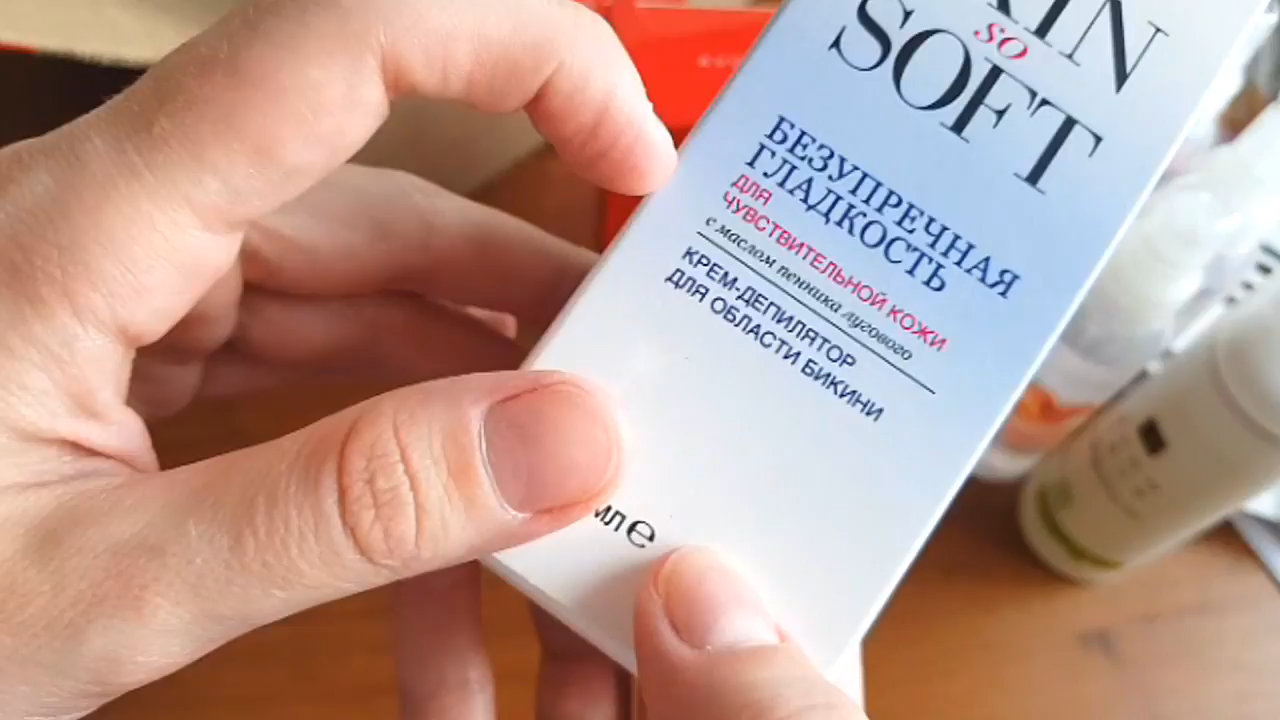 SO
SOFT
БЕЗУПРЕЧНАЯ
ГЛАДКОСТЬ
ДЛЯ
ЧУВСТВИТЕЛЬНОЙ КОЖИ
с маслом пенника лугового
КРЕМ-ДЕПИЛЯТОР
ДЛЯ ОБЛАСТИ БИКИНИ
мл e